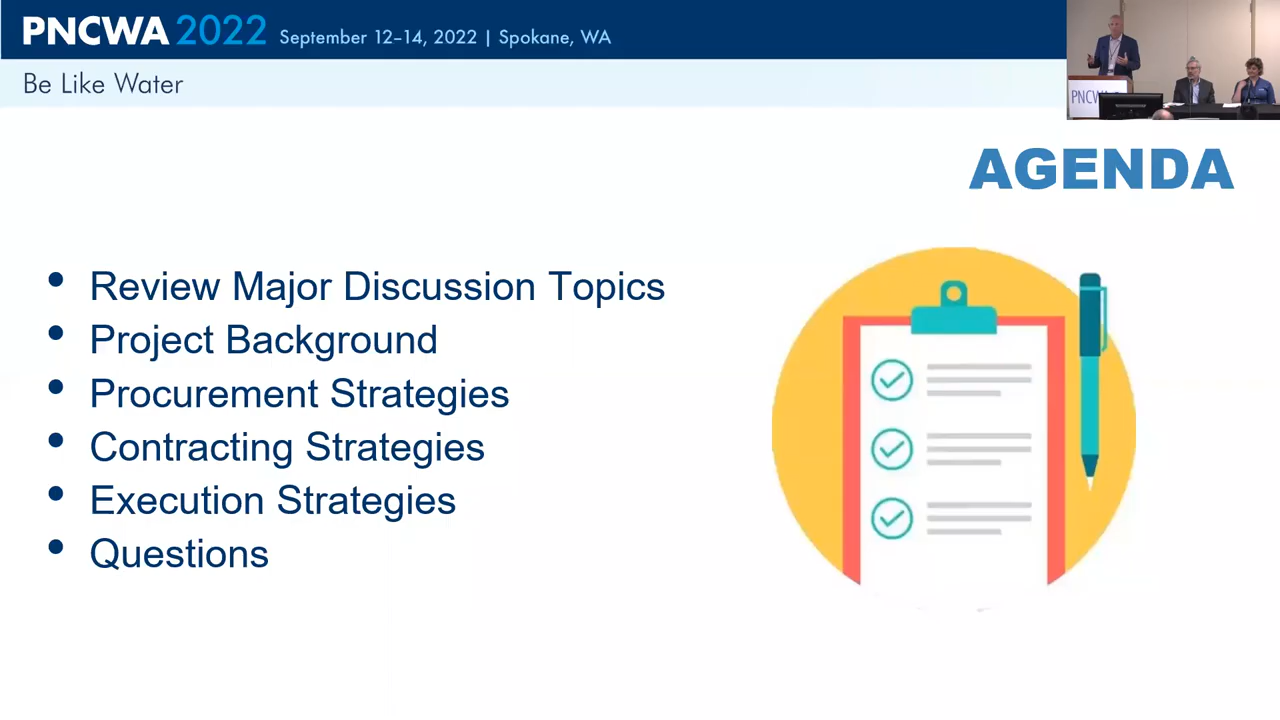 PNCWA 2022 September 12–14, 2022 | Spokane, WA
Be Like Water
PNCW
AGENDA
• Review Major Discussion Topics
• Project Background
• Procurement Strategies
• Contracting Strategies
• Execution Strategies
• Questions